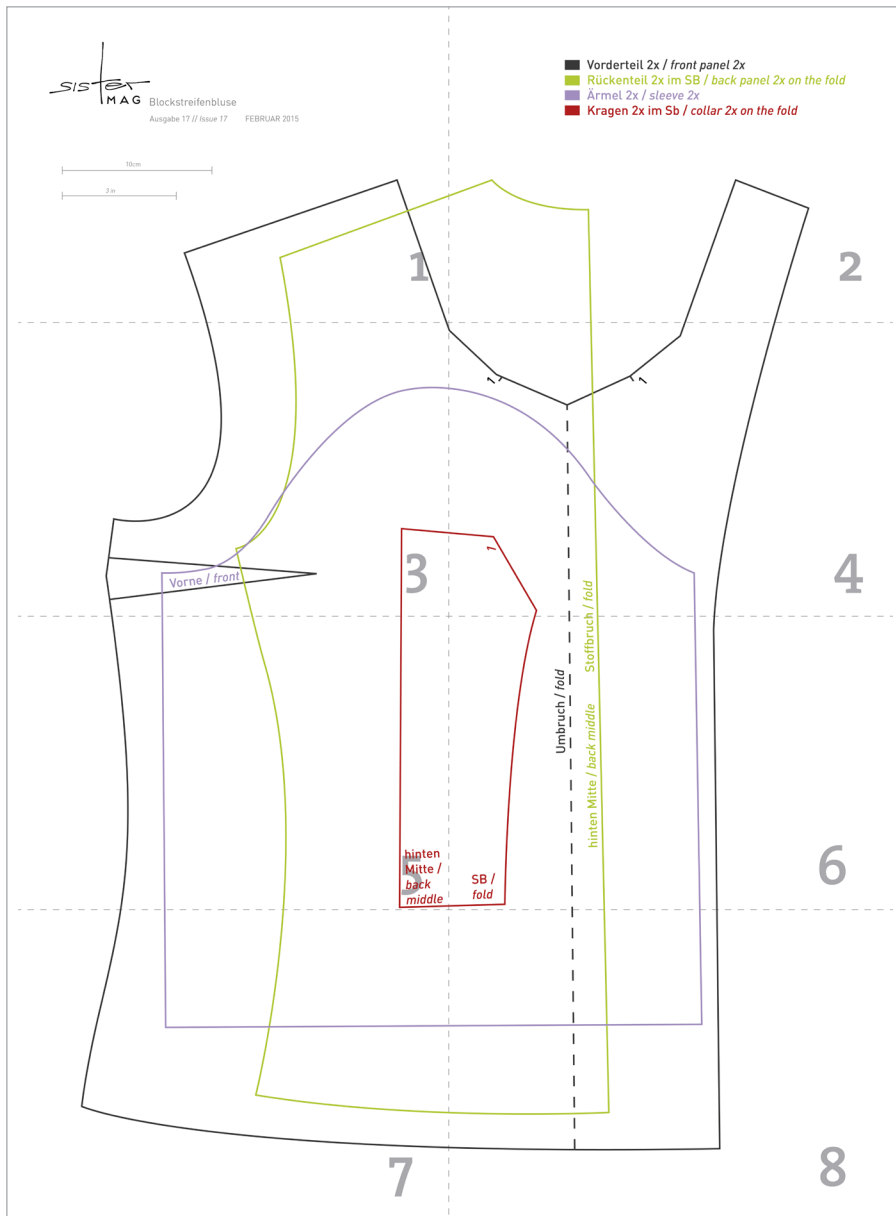 sister
MAG Blockstreifenbluse
Ausgabe 17 // Issue 17 FEBRUAR 2015
Vorderteil 2x / front panel 2x
Rückenteil 2x im SB / back panel 2x on the fold
Ärmel 2x / sleeve 2x
Kragen 2x im Sb / collar 2x on the fold
10cm
3 in
1
2
1
1
1
3
4
Vorne / front
Stoffbruch / fold
Umbruch / fold
hinten Mitte / back middle
hinten
Mitte /
back
middle
SB /
fold
5
6
7
8